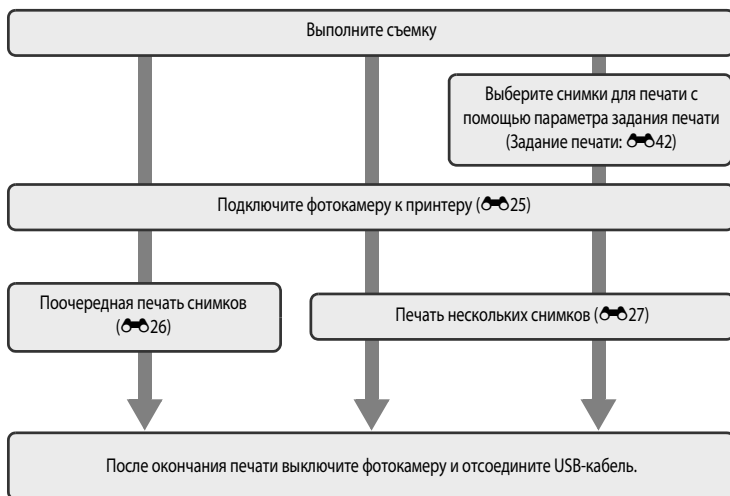 Выполните съемку
Выберите снимки для печати с
помощью параметра задания печати
(Задание печати: 42)
Подключите фотокамеру к принтеру (25)
Поочередная печать снимков
(26)
Печать нескольких снимков (27)
После окончания печати выключите фотокамеру и отсоедините USB-кабель.